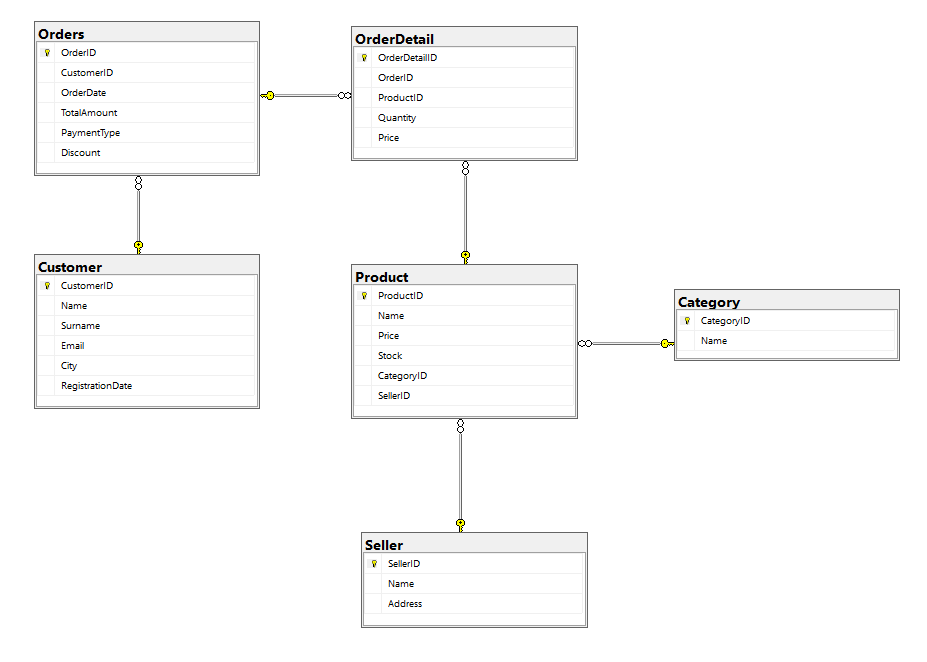 Orders
OrderID
CustomerID
OrderDate
TotalAmount
PaymentType
Discount
OrderDetail
OrderDetailID
OrderID
ProductID
Quantity
Price
Customer
CustomerID
Name
Surname
Email
City
RegistrationDate
Product
ProductID
Name
Price
Stock
CategoryID
SellerID
Category
CategoryID
Name
Seller
SellerID
Name
Address